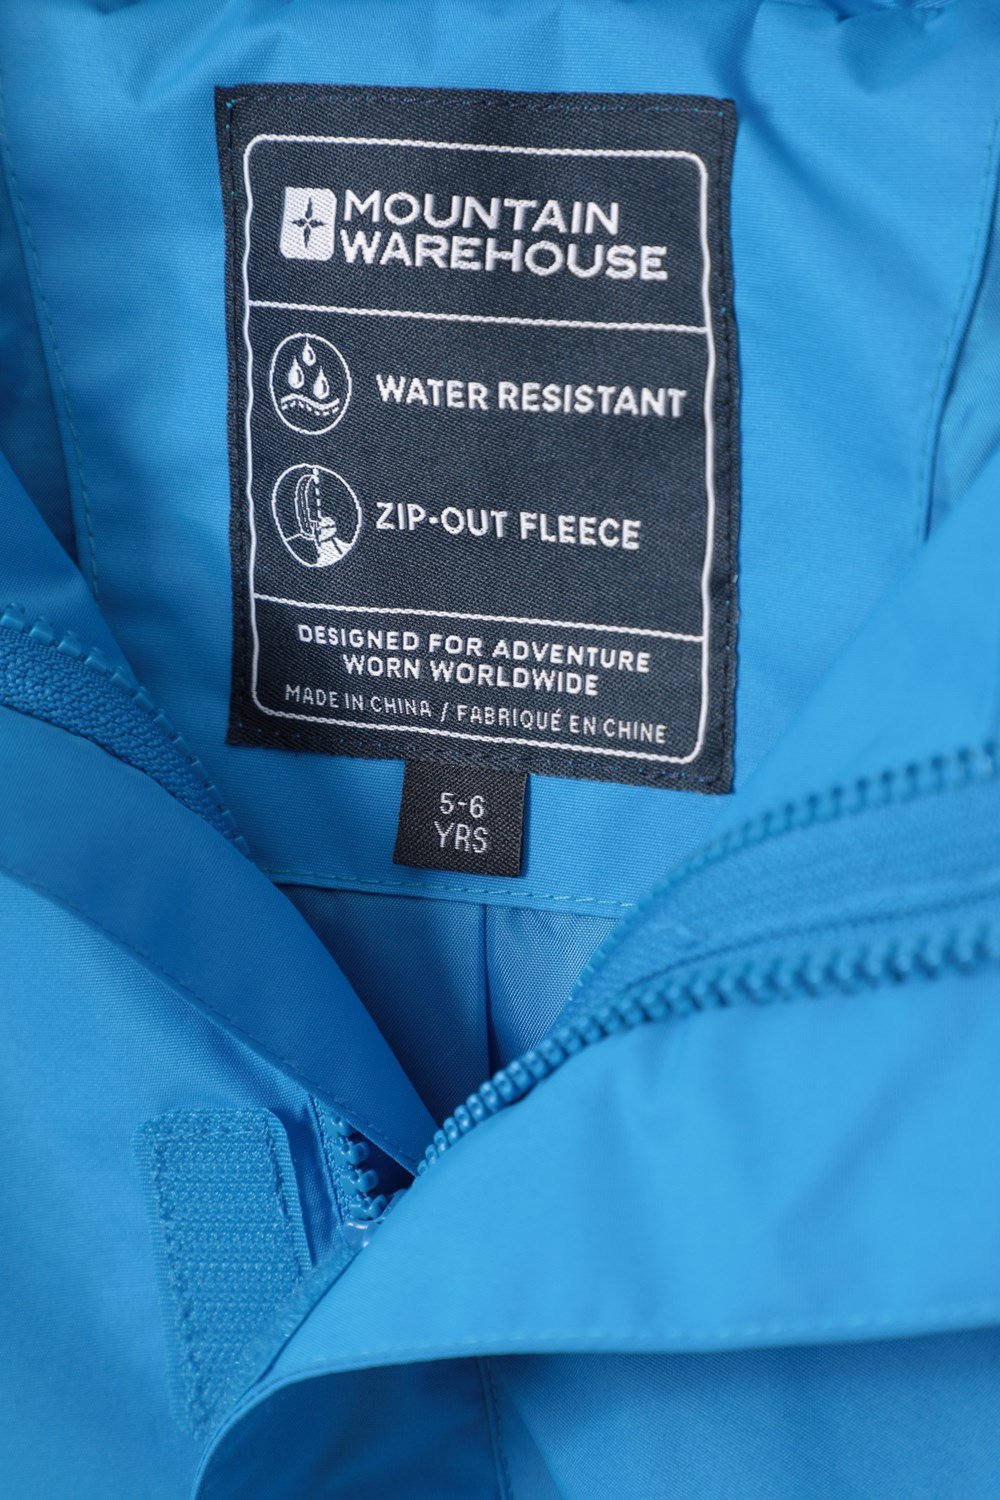 MOUNTAIN
WAREHOUSE
WATER RESISTANT
ZIP-OUT FLEECE
DESIGNED FOR ADVENTURE
WORN WORLDWIDE
MADE IN CHINA / FABRIQUÉ EN CHINE
5-6
YRS